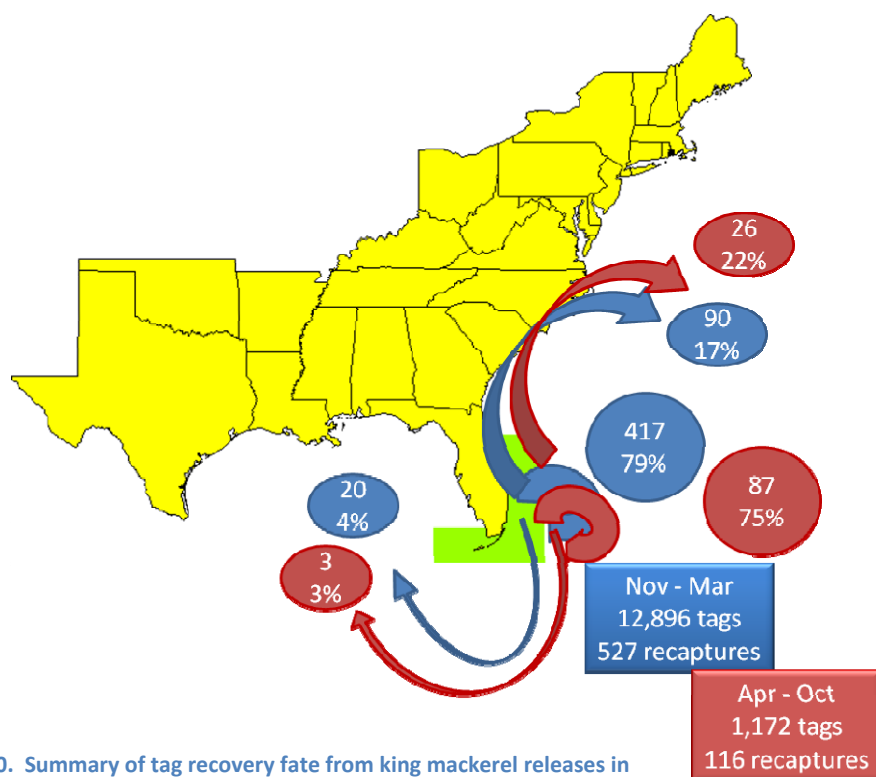 26
22%
90
17%
417
79%
87
75%
20
4%
3
3%
Nov - Mar
12,896 tags
527 recaptures
Apr - Oct
1,172 tags
116 recaptures
0. Summary of tag recovery fate from king mackerel releases in